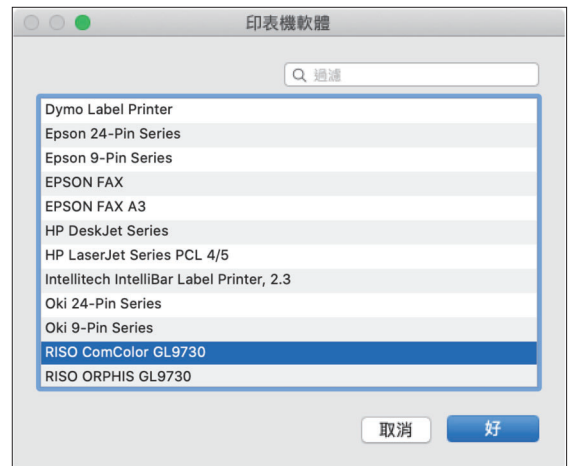 印表機軟體
過濾
Dymo Label Printer
Epson 24-Pin Series
Epson 9-Pin Series
EPSON FAX
EPSON FAX A3
HP DeskJet Series
HP LaserJet Series PCL 4/5
Intellitech IntelliBar Label Printer, 2.3
Oki 24-Pin Series
Oki 9-Pin Series
RISO ComColor GL9730
RISO ORPHIS GL9730
取消 好